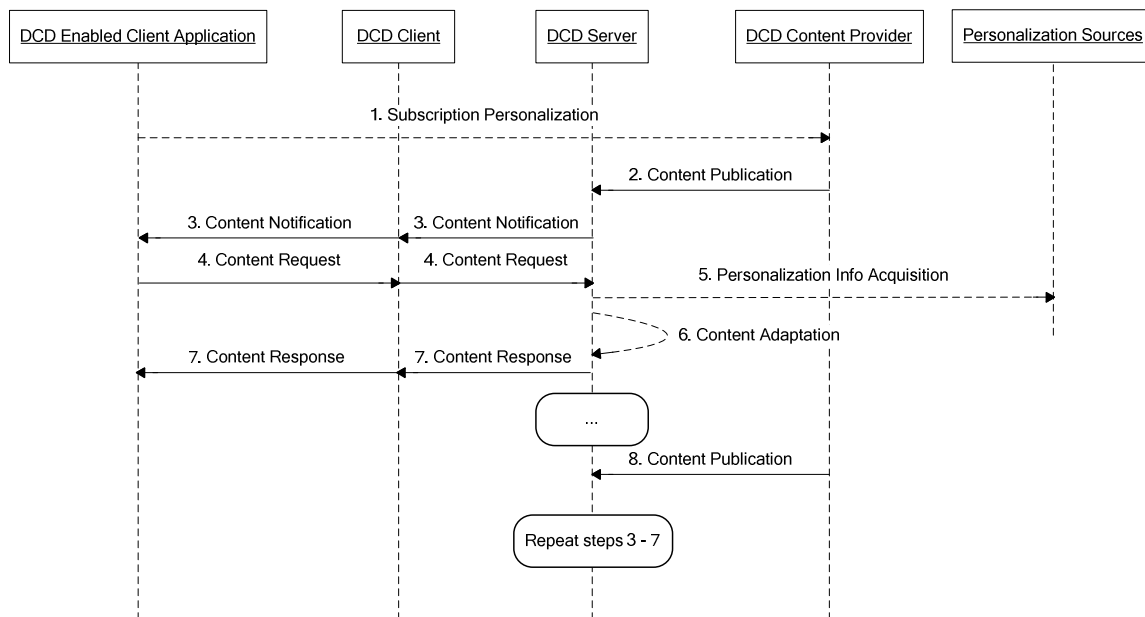 DCD Enabled Client Application
DCD Client
DCD Server
DCD Content Provider
Personalization Sources
1. Subscription Personalization
2. Content Publication
3. Content Notification
3. Content Notification
4. Content Request
4. Content Request
5. Personalization Info Acquisition
6. Content Adaptation
7. Content Response
7. Content Response
...
8. Content Publication
Repeat steps 3 - 7